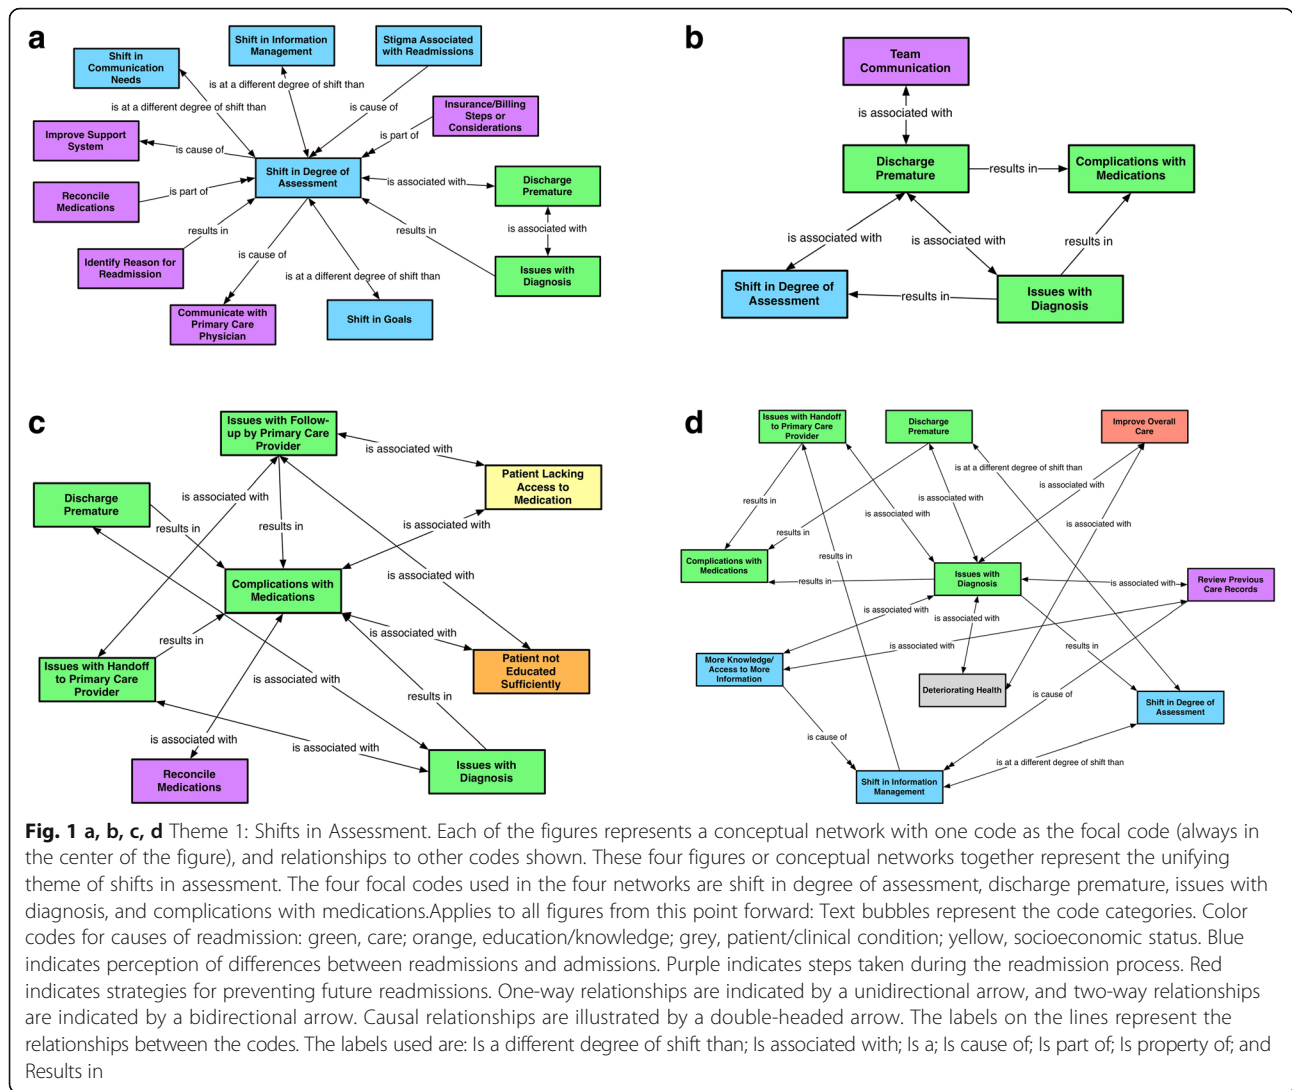 a
Shift in
Communication
Needs
Shift in Information
Management
Stigma Associated
with Readmissions
is at a different degree of shift than
is at a different degree of shift than
is cause of
Insurance/Billing
Steps or
Considerations
is part of
Improve Support
System
is cause of
Shift in Degree of
Assessment
is associated with
Discharge
Premature
Reconcile
Medications
is part of
results in
results in
is associated with
Identify Reason for
Readmission
is cause of
is at a different degree of shift than
Issues with
Diagnosis
Communicate with
Primary Care
Physician
Shift in Goals
b
Team
Communication
is associated with
Discharge
Premature
results in
Complications with
Medications
is associated with
is associated with
results in
Shift in Degree of
Assessment
results in
Issues with
Diagnosis
c
Issues with Follow-
up by Primary Care
Provider
is associated with
Patient Lacking
Access to
Medication
Discharge
Premature
is associated with
results in
results in
is associated with
Complications with
Medications
is associated with
results in
is associated with
Issues with Handoff
to Primary Care
Provider
Patient not
Educated
Sufficiently
is associated with
results in
is associated with
is associated with
Reconcile
Medications
Issues with
Diagnosis
d
Issues with Handoff
to Primary Care
Provider
Discharge
Premature
Improve Overall
Care
is at a different degree of shift than
is associated with
results in
is associated with
is associated with
is associated with
results in
results in
Complications with
Medications
results in
Issues with
Diagnosis
is associated with
Review Previous
Care Records
is associated with
is associated with
is associated with
results in
More Knowledge/
Access to More
Information
Deteriorating Health
is cause of
Shift in Degree of
Assessment
is cause of
is at a different degree of shift than
Shift in Information
Management
Fig. 1 a, b, c, d Theme 1: Shifts in Assessment. Each of the figures represents a conceptual network with one code as the focal code (always in
the center of the figure), and relationships to other codes shown. These four figures or conceptual networks together represent the unifying
theme of shifts in assessment. The four focal codes used in the four networks are shift in degree of assessment, discharge premature, issues with
diagnosis, and complications with medications.Applies to all figures from this point forward: Text bubbles represent the code categories. Color
codes for causes of readmission: green, care; orange, education/knowledge; grey, patient/clinical condition; yellow, socioeconomic status. Blue
indicates perception of differences between readmissions and admissions. Purple indicates steps taken during the readmission process. Red
indicates strategies for preventing future readmissions. One-way relationships are indicated by a unidirectional arrow, and two-way relationships
are indicated by a bidirectional arrow. Causal relationships are illustrated by a double-headed arrow. The labels on the lines represent the
relationships between the codes. The labels used are: Is a different degree of shift than; Is associated with; Is a; Is cause of; Is part of; Is property of; and
Results in